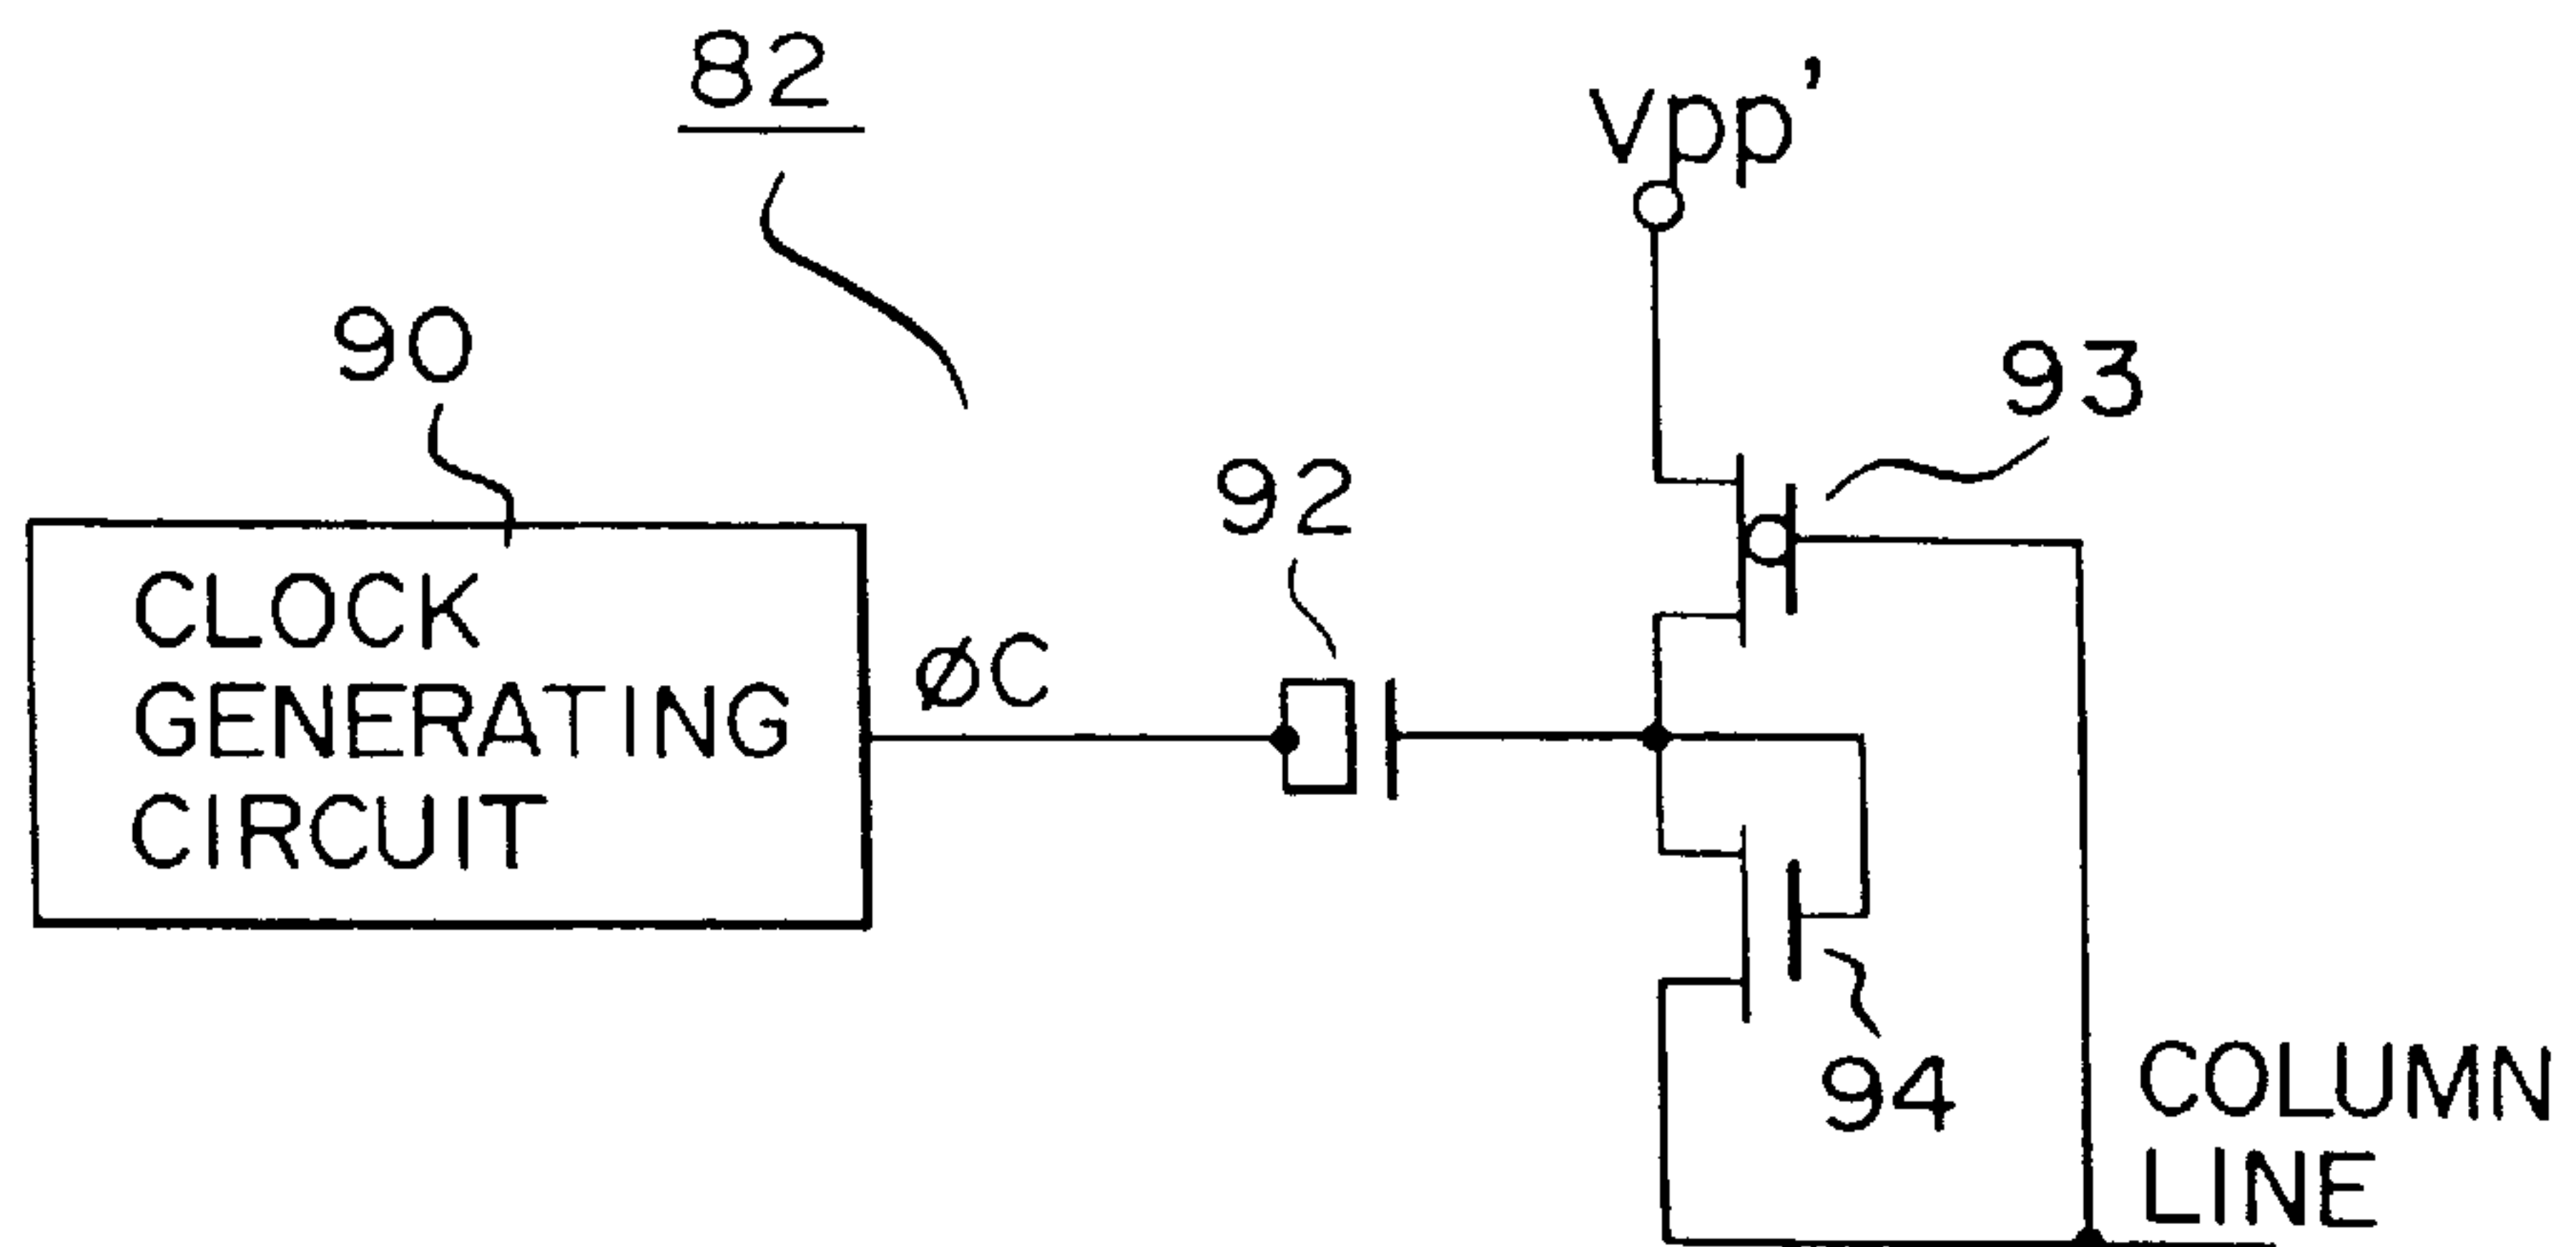 82
Vpp'
90
93
92
CLOCK
GENERATING
CIRCUIT
øC
94
COLUMN
LINE